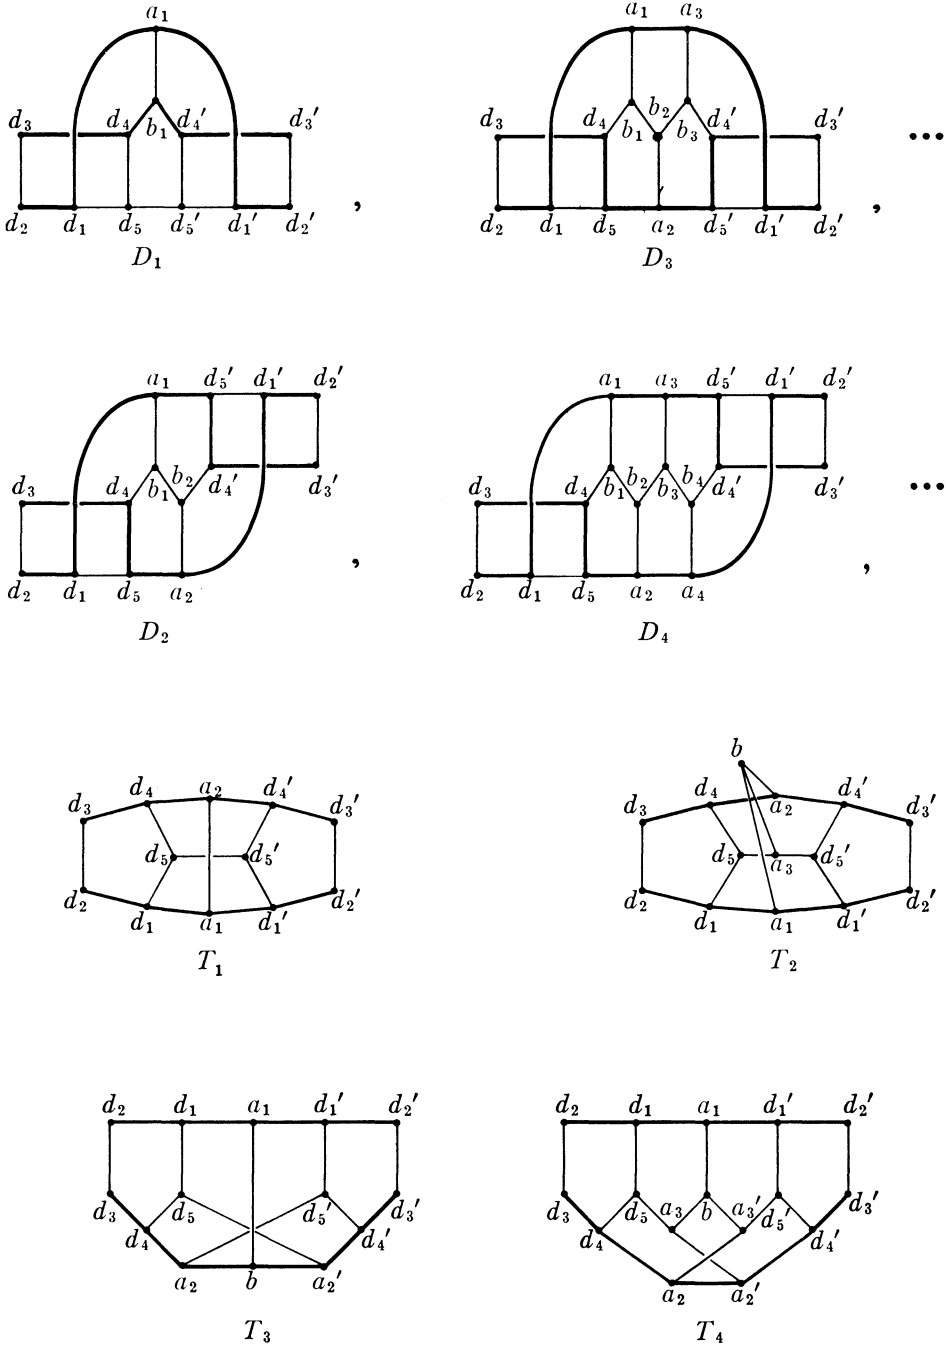 a₁ a₁ a₃
d₃ d₄ b₁ d₄′ d₃′ d₃ d₄ b₁ b₂ b₃ d₄′ d₃′ ...
d₂ d₁ d₅ d₅′ d₁′ d₂′ , d₂ d₁ d₅ a₂ d₅′ d₁′ d₂′ ,
D₁ D₃
a₁ d₅′ d₁′ d₂′ a₁ a₃ d₅′ d₁′ d₂′
d₃ d₄ b₁ b₂ d₄′ d₃′ d₃ d₄ b₁ b₂ b₃ b₄ d₄′ d₃′ ...
d₂ d₁ d₅ a₂ , d₂ d₁ d₅ a₂ a₄ ,
D₂ D₄
b
d₃ d₄ a₂ d₄′ d₃′ d₃ d₄ a₂ d₄′ d₃′
d₅ d₅′ d₅ a₃ d₅′
d₂ d₁ a₁ d₁′ d₂′ d₂ d₁ a₁ d₁′ d₂′
T₁ T₂
d₂ d₁ a₁ d₁′ d₂′ d₂ d₁ a₁ d₁′ d₂′
d₃ d₅ d₅′ d₃′ d₃ d₅ a₃ b a₃′ d₅′ d₃′
d₄ d₄′ d₄ d₄′
a₂ b a₂′ a₂ a₂′
T₃ T₄